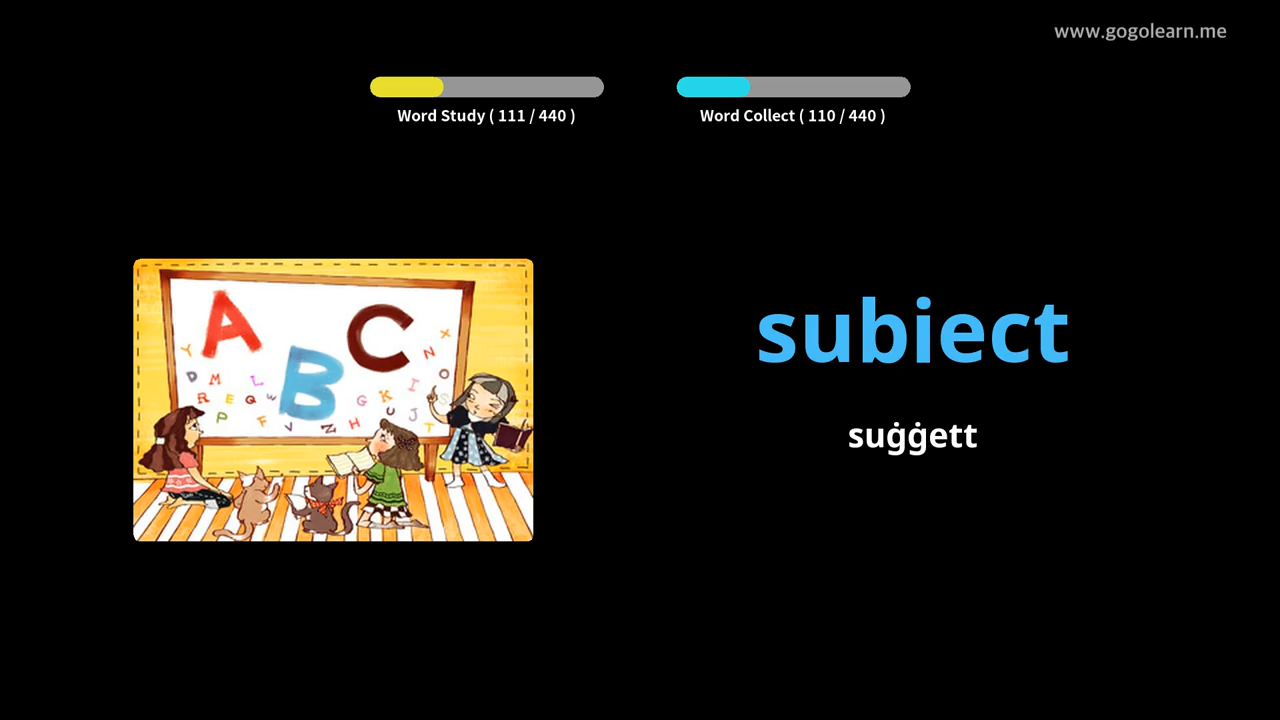 www.gogolearn.me
Word Study ( 111 / 440 )
Word Collect ( 110 / 440 )
A
B
C
Y
X
N
D
M
L
O
R
E
Q
W
G
K
I
S
P
F
V
Z
H
U
J
T
subiect
suġġett